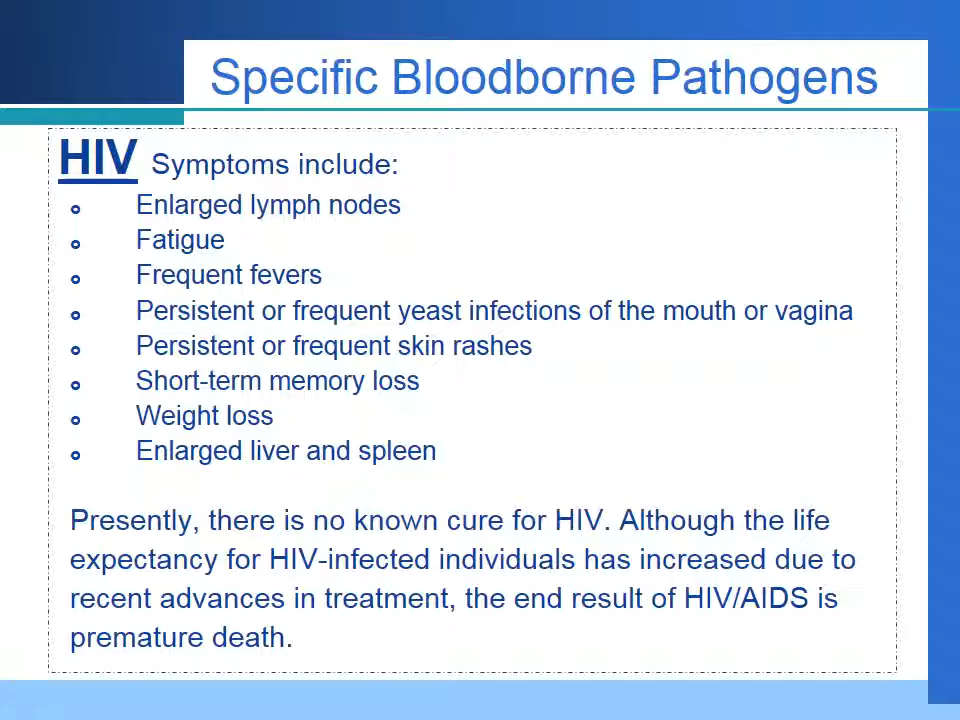 Specific Bloodborne Pathogens
HIV Symptoms include:
Enlarged lymph nodes
Fatigue
Frequent fevers
Persistent or frequent yeast infections of the mouth or vagina
Persistent or frequent skin rashes
Short-term memory loss
Weight loss
Enlarged liver and spleen
Presently, there is no known cure for HIV. Although the life
expectancy for HIV-infected individuals has increased due to
recent advances in treatment, the end result of HIV/AIDS is
premature death.